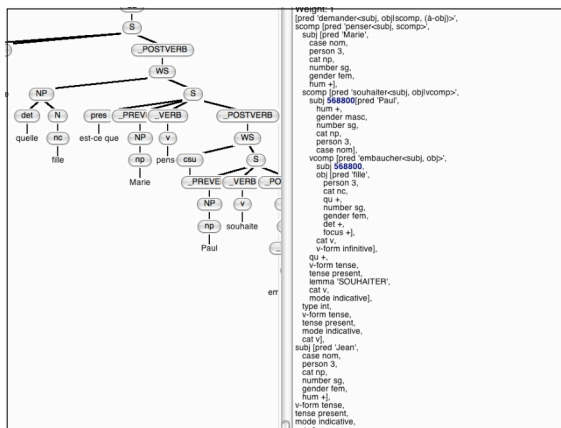 S
_POSTVERB
WS
NP
S
det
N
pres
_PREV
_VERB
_POSTVERB
quelle
nc
est-ce que
NP
v
WS
fille
np
pens
csu
S
Marie
_PREVE
_VERB
_PO
NP
v
np
souhaite
Paul
em
Weight: 1
[pred 'demander<subj, obj|scomp, (à-obj)>',
scomp [pred 'penser<subj, scomp>',
subj [pred 'Marie',
case nom,
person 3,
cat np,
number sg,
gender fem,
hum +],
scomp [pred 'souhaiter<subj, obj|vcomp>',
subj 568800[pred 'Paul',
hum +,
gender masc,
number sg,
cat np,
person 3,
case nom],
vcomp [pred 'embaucher<subj, obj>',
subj 568800,
obj [pred 'fille',
person 3,
cat nc,
qu +,
number sg,
gender fem,
det +,
focus +],
cat v,
v-form infinitive],
qu +,
v-form tense,
tense present,
lemma 'SOUHAITER',
cat v,
mode indicative],
type int,
v-form tense,
tense present,
mode indicative,
cat v],
subj [pred 'Jean',
case nom,
person 3,
cat np,
number sg,
gender fem,
hum +],
v-form tense,
tense present,
mode indicative,